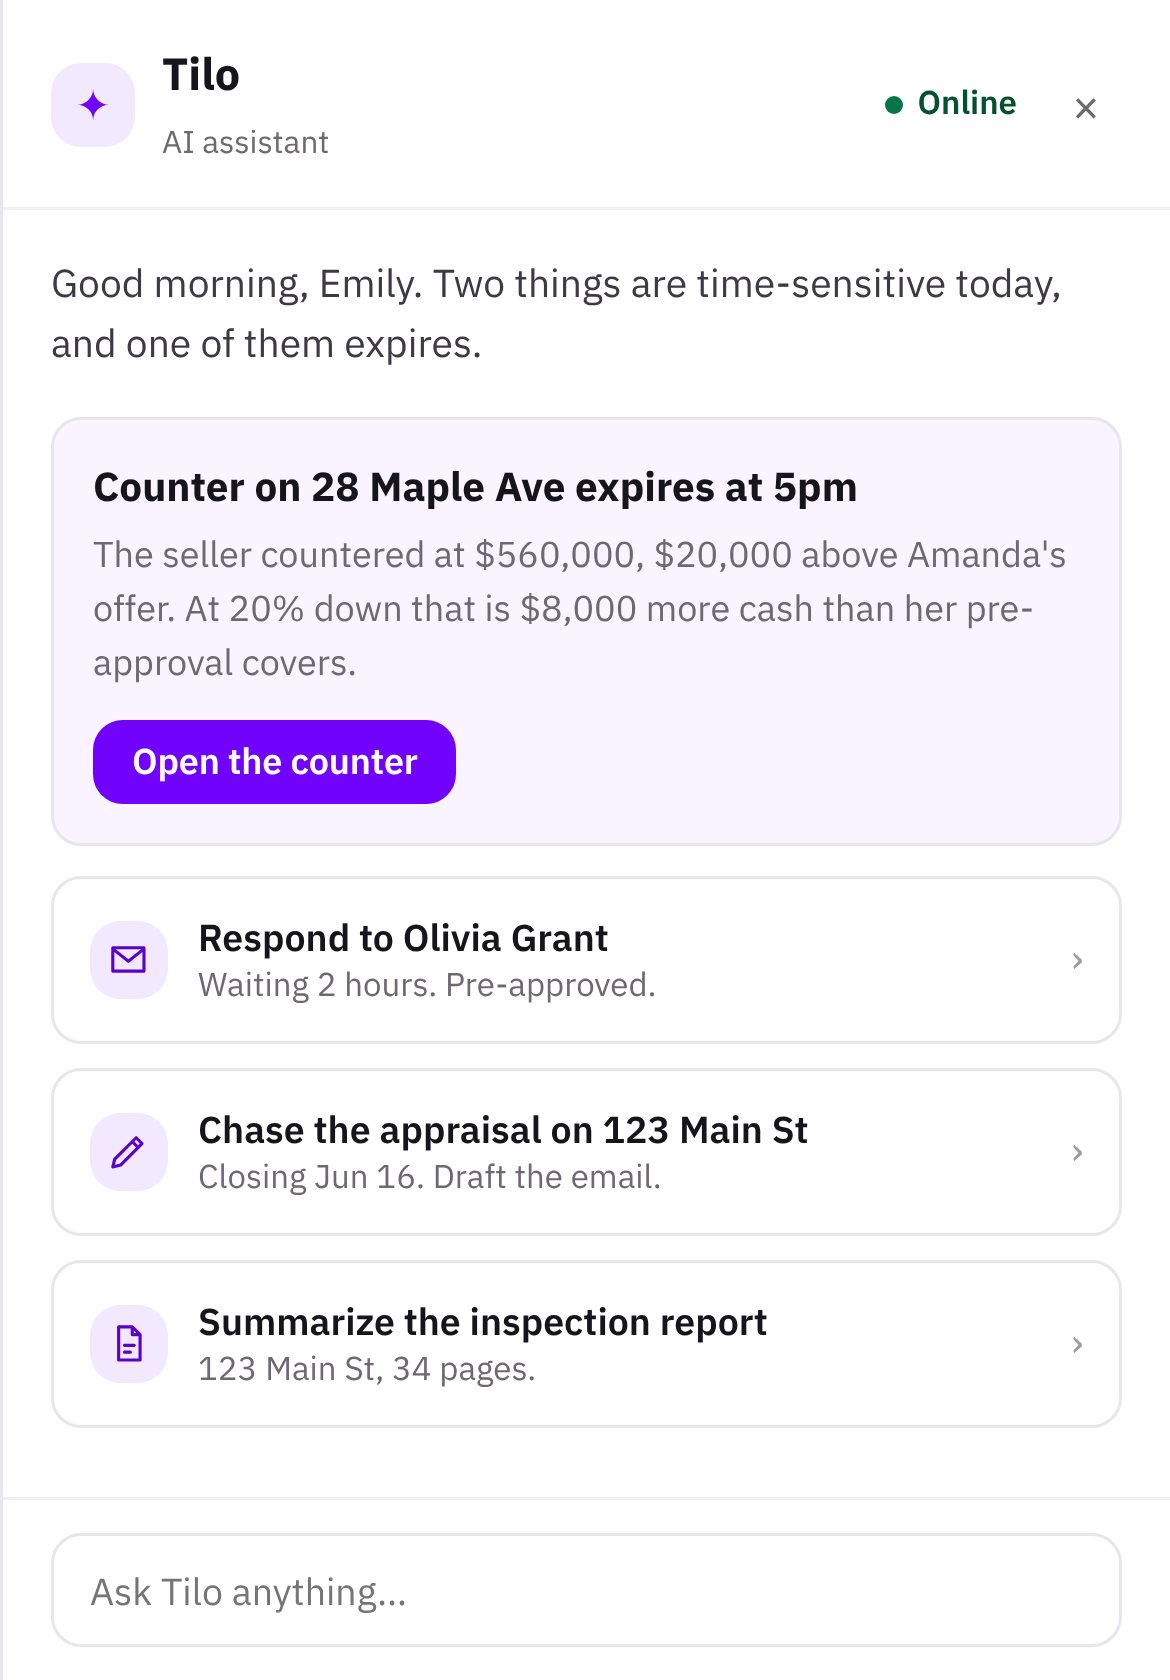 Tilo
AI assistant
Online
Good morning, Emily. Two things are time-sensitive today,
and one of them expires.
Counter on 28 Maple Ave expires at 5pm
The seller countered at $560,000, $20,000 above Amanda's
offer. At 20% down that is $8,000 more cash than her pre-
approval covers.
Open the counter
Respond to Olivia Grant
Waiting 2 hours. Pre-approved.
Chase the appraisal on 123 Main St
Closing Jun 16. Draft the email.
Summarize the inspection report
123 Main St, 34 pages.
Ask Tilo anything...